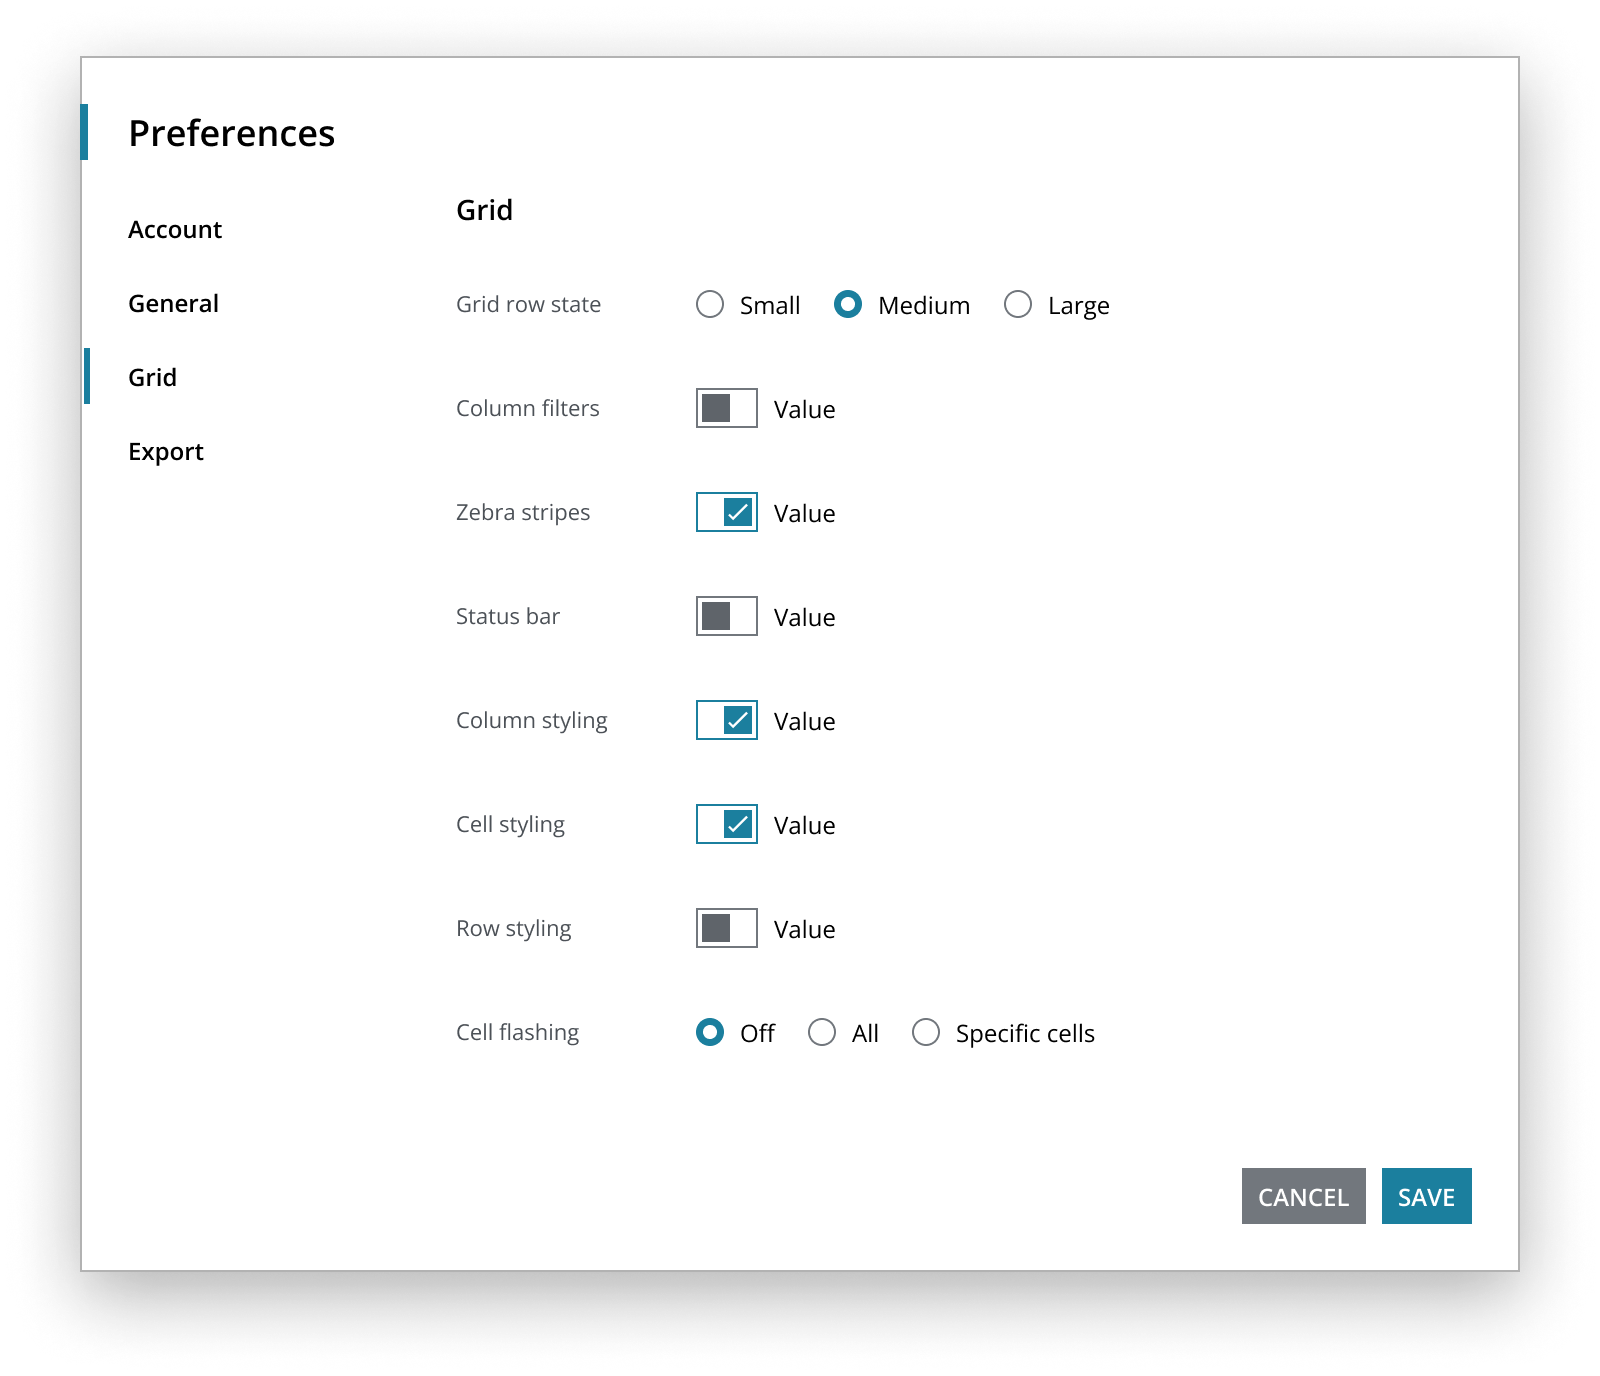 Preferences
Account
General
Grid
Export
Grid
Grid row state Small Medium Large
Column filters Value
Zebra stripes Value
Status bar Value
Column styling Value
Cell styling Value
Row styling Value
Cell flashing Off All Specific cells
CANCEL SAVE